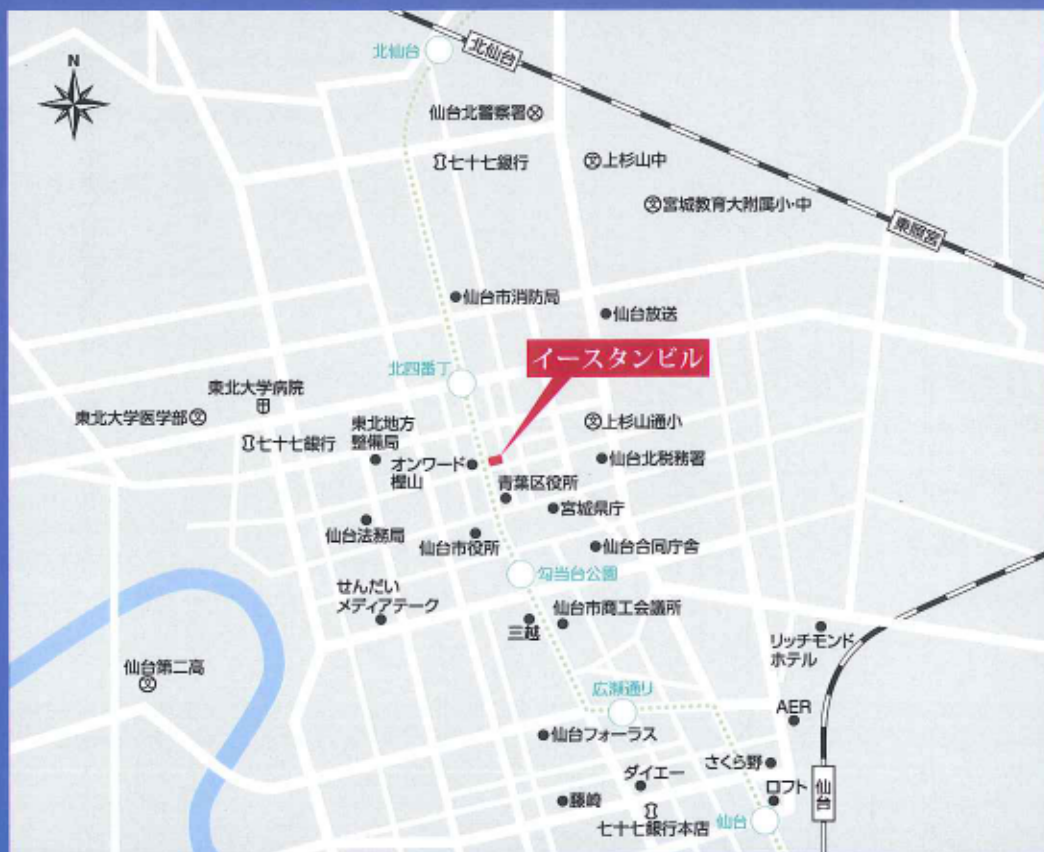 北仙台
北仙台
N
仙台北警察署
七十七銀行
上杉山中
宮城教育大附属小・中
東照宮
仙台市消防局
仙台放送
イースタンビル
北四番丁
東北大学病院
東北大学医学部
七十七銀行
東北地方
整備局
上杉山通小
オンワード
樫山
仙台北税務署
青葉区役所
宮城県庁
仙台法務局
仙台市役所
仙台合同庁舎
勾当台公園
せんだい
メディアテーク
三越
仙台市商工会議所
リッチモンド
ホテル
仙台第二高
広瀬通り
AER
仙台フォーラス
さくら野
ダイエー
ロフト
仙台
藤崎
七十七銀行本店
仙台